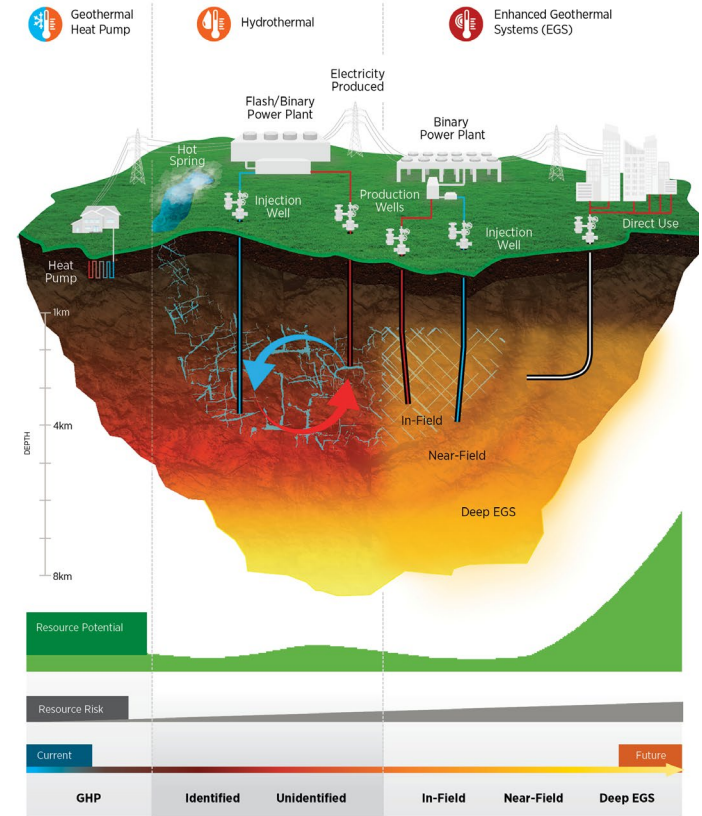 Geothermal
Heat Pump
Hydrothermal
Enhanced Geothermal
Systems (EGS)
Electricity
Produced
Flash/Binary
Power Plant
Binary
Power Plant
Hot
Spring
Injection
Well
Production
Wells
Injection
Well
Direct Use
Heat
Pump
1km
In-Field
4km
DEPTH
Near-Field
Deep EGS
8km
Resource Potential
Resource Risk
Current
Future
GHP
Identified
Unidentified
In-Field
Near-Field
Deep EGS